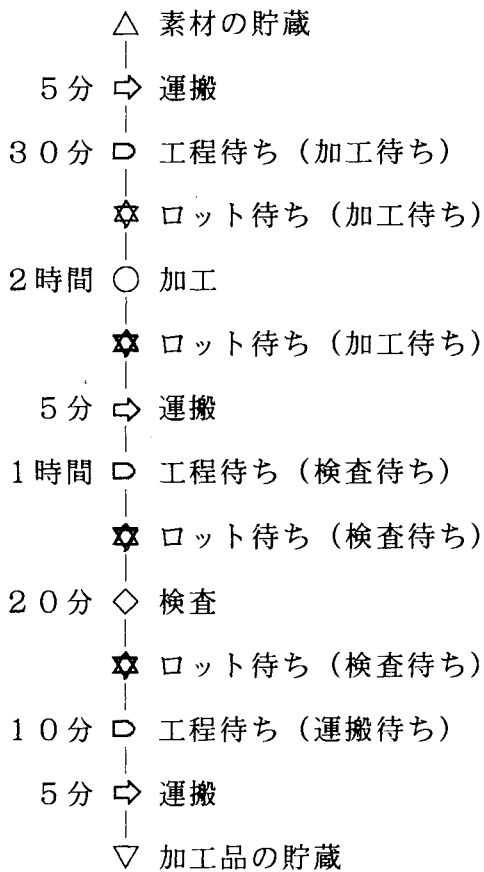 △ 素材の貯蔵
5分 ⇨ 運搬
30分 D 工程待ち（加工待ち）
✡ ロット待ち（加工待ち）
2時間 ○ 加工
✡ ロット待ち（加工待ち）
5分 ⇨ 運搬
1時間 D 工程待ち（検査待ち）
✡ ロット待ち（検査待ち）
20分 ◇ 検査
✡ ロット待ち（検査待ち）
10分 D 工程待ち（運搬待ち）
5分 ⇨ 運搬
▽ 加工品の貯蔵